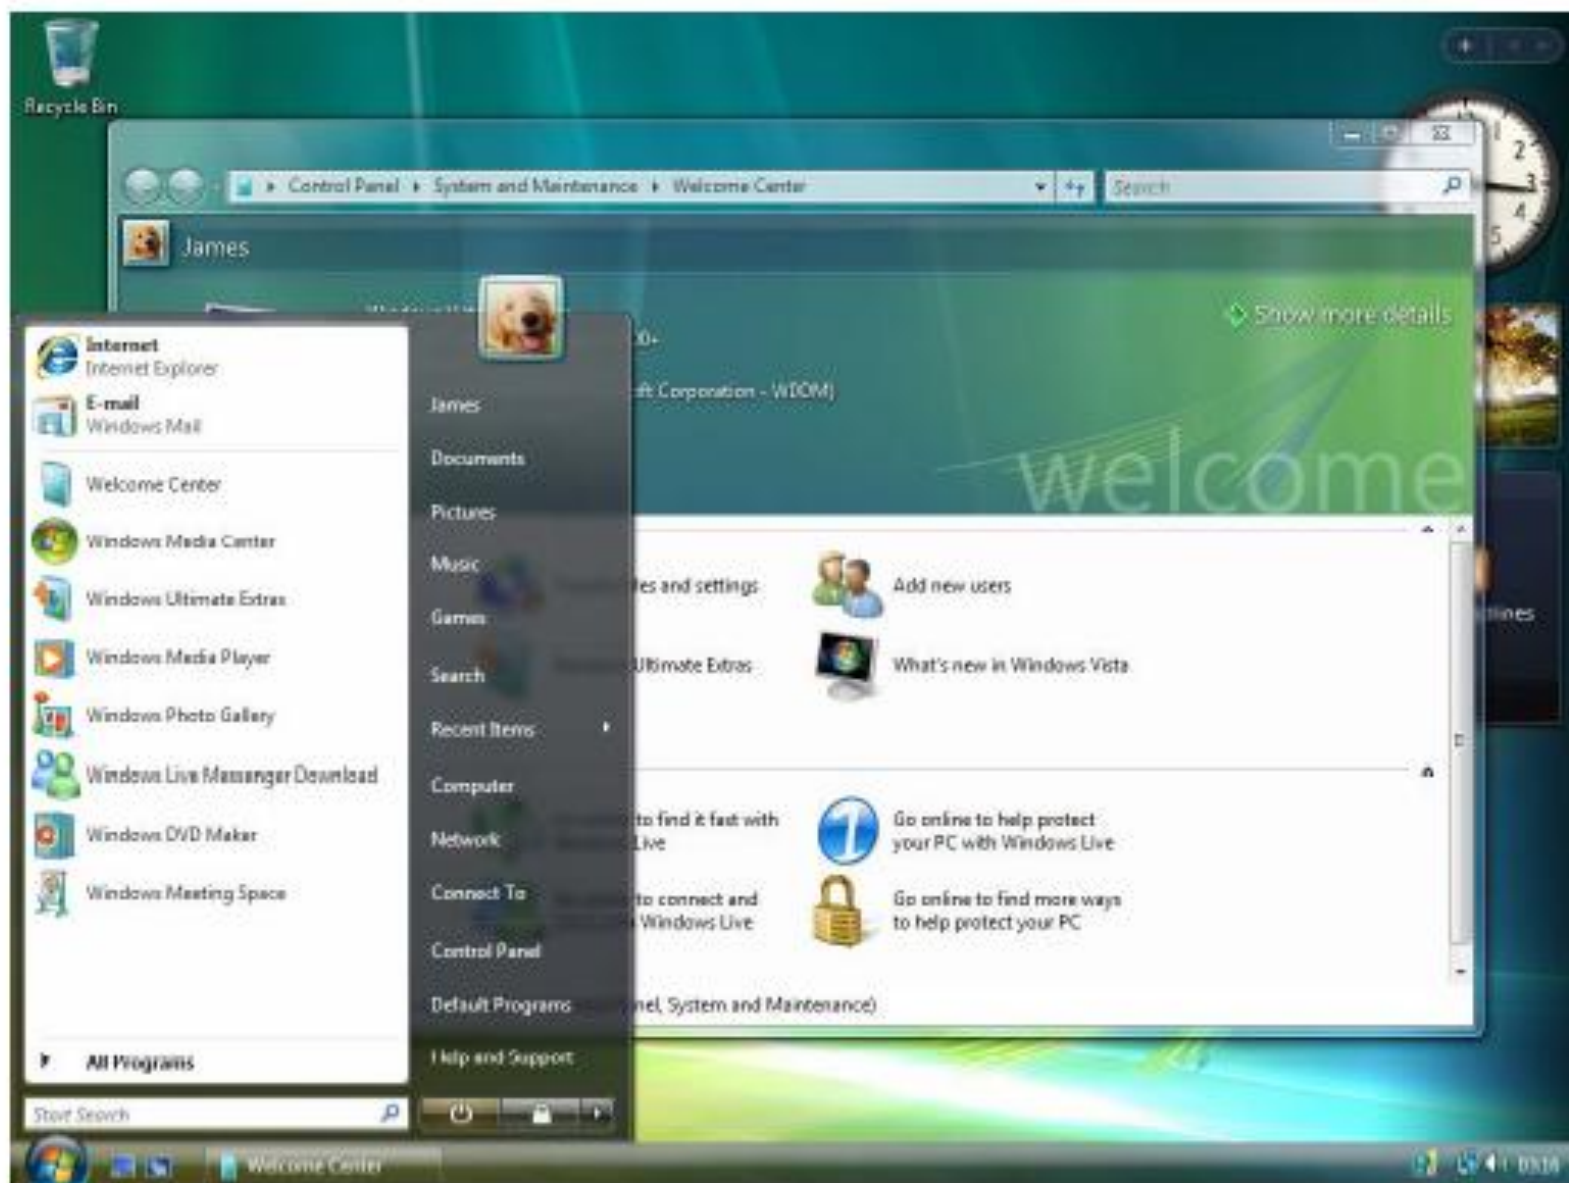 Recycle Bin
Control Panel System and Maintenance Welcome Center
Search
James
Show more details
ft Corporation - WDDM)
welcome
Internet
Internet Explorer
E-mail
Windows Mail
Welcome Center
Windows Media Center
Windows Ultimate Extras
Windows Media Player
Windows Photo Gallery
Windows Live Messenger Download
Windows DVD Maker
Windows Meeting Space
All Programs
Start Search
James
Documents
Pictures
Music
Games
Search
Recent Items
Computer
Network
Connect To
Control Panel
Default Programs
Help and Support
les and settings
Add new users
Ultimate Extras
What's new in Windows Vista
to find it fast with
Live
Go online to help protect
your PC with Windows Live
to connect and
Windows Live
Go online to find more ways
to help protect your PC
nel, System and Maintenance)
1
2
3
4
5
Welcome Center